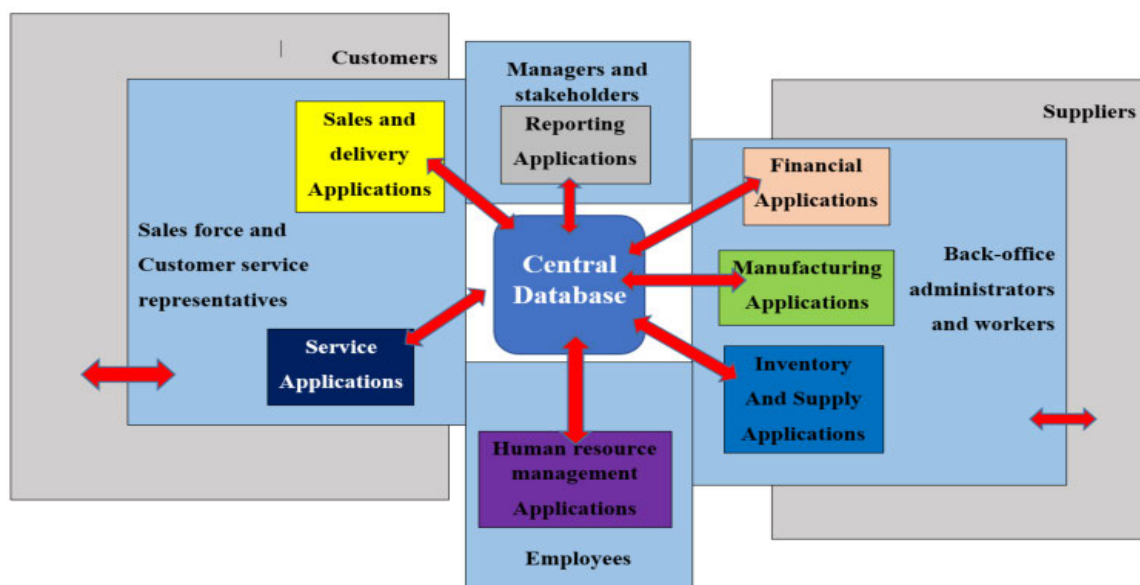 Customers
Managers and
stakeholders
Suppliers
Sales and
delivery
Applications
Reporting
Applications
Financial
Applications
Sales force and
Customer service
representatives
Central
Database
Manufacturing
Applications
Back-office
administrators
and workers
Service
Applications
Inventory
And Supply
Applications
Human resource
management
Applications
Employees